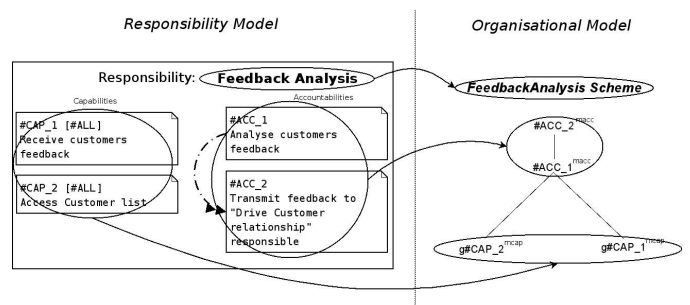 Responsibility Model
Organisational Model
Responsibility: Feedback Analysis
FeedbackAnalysis Scheme
Capabilities
Accountabilities
#CAP_1 [#ALL]
Receive customers
feedback
#CAP_2 [#ALL]
Access Customer list
#ACC_1
Analyse customers
feedback
#ACC_2
Transmit feedback to
"Drive Customer
relationship"
responsible
#ACC_2 macc
#ACC_1 macc
g#CAP_2 mcap
g#CAP_1 mcap